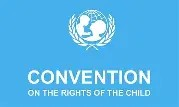 CONVENTION
ON THE RIGHTS OF THE CHILD